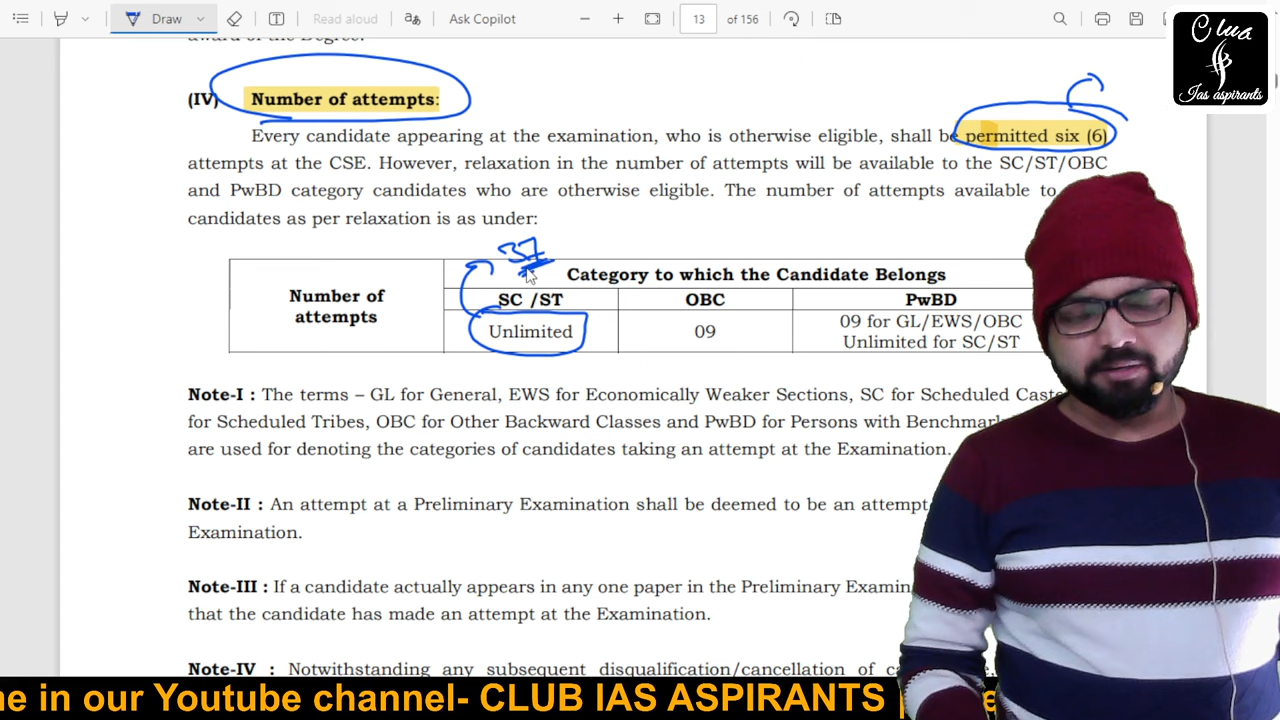 Draw
Read aloud
Ask Copilot
13 of 156
Club
Ias aspirants
award of the Degree.
(IV) Number of attempts:
Every candidate appearing at the examination, who is otherwise eligible, shall be permitted six (6)
attempts at the CSE. However, relaxation in the number of attempts will be available to the SC/ST/OBC
and PwBD category candidates who are otherwise eligible. The number of attempts available to
candidates as per relaxation is as under:
37
Number of attempts
Category to which the Candidate Belongs
SC /ST OBC PwBD
Unlimited 09 09 for GL/EWS/OBC
Unlimited for SC/ST
Note-I : The terms – GL for General, EWS for Economically Weaker Sections, SC for Scheduled
for Scheduled Tribes, OBC for Other Backward Classes and PwBD for Persons with
are used for denoting the categories of candidates taking an attempt at the Examination.
Note-II : An attempt at a Preliminary Examination shall be deemed to be an
Examination.
Note-III : If a candidate actually appears in any one paper in the Preliminary
that the candidate has made an attempt at the Examination.
Note-IV : Notwithstanding any subsequent disqualification/cancellation of
me in our Youtube channel- CLUB IAS ASPIRANTS |